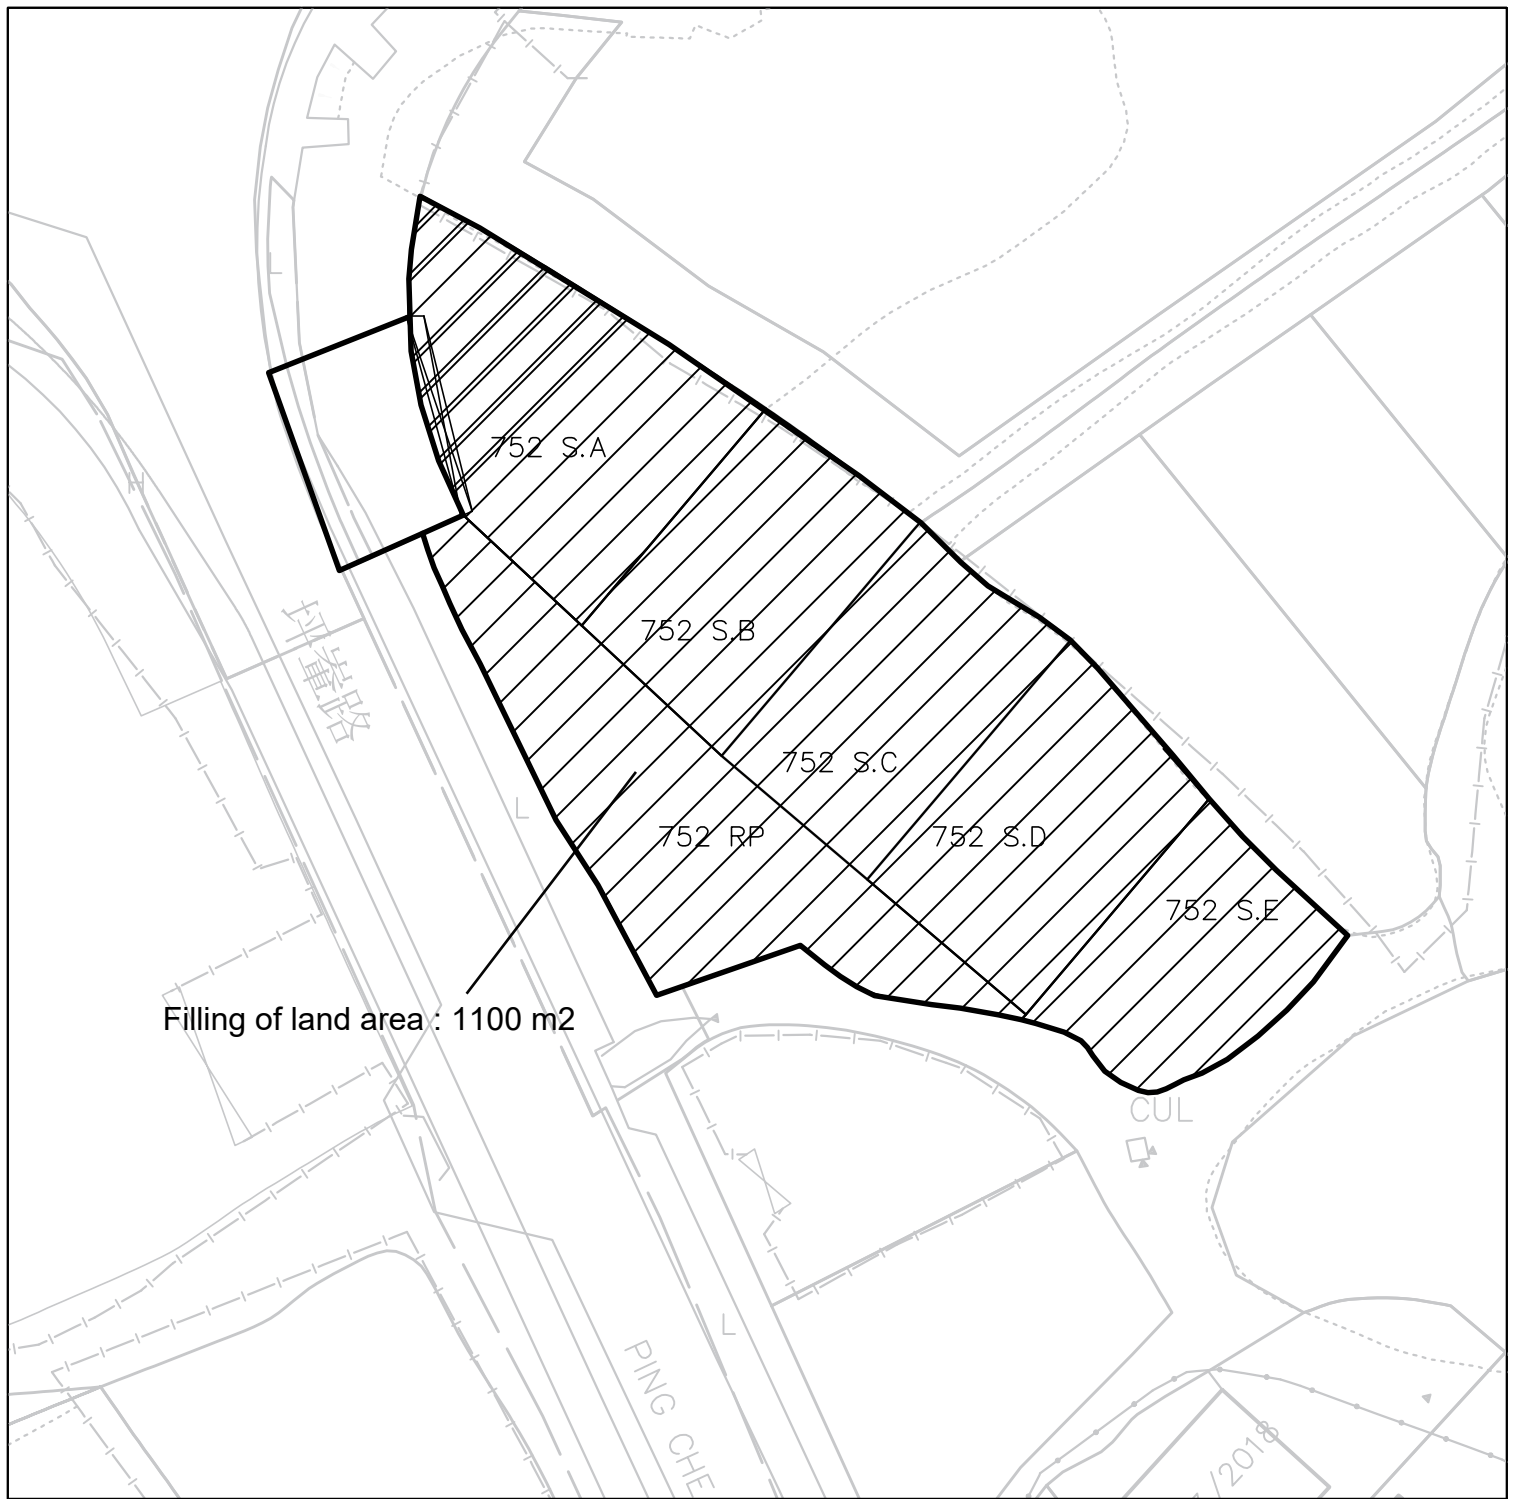 L
752 S.A
H
752 S.B
坪輋路
752 S.C
L
752 RP
752 S.D
752 S.E
Filling of land area : 1100 m2
CUL
L
PING CHE
/2018